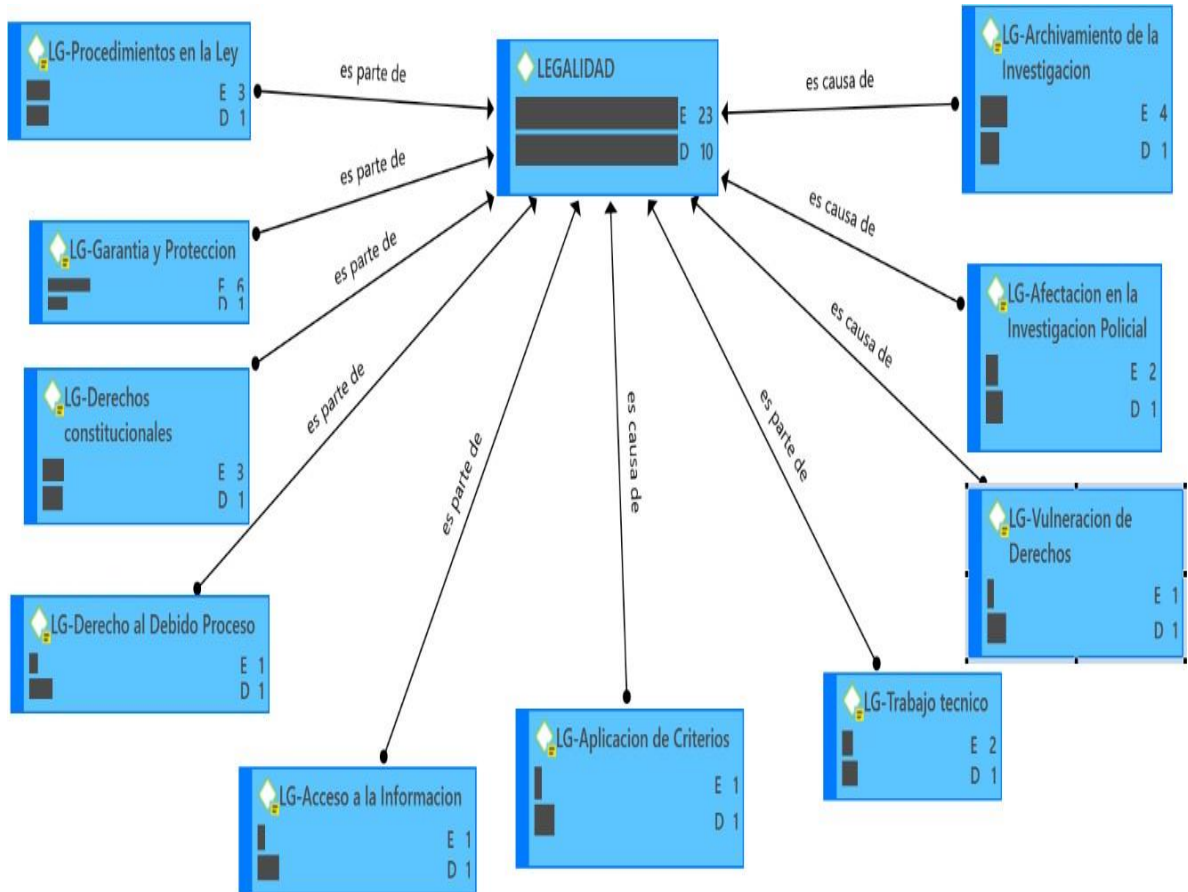 LG-Procedimientos en la Ley
E 3
D 1
es parte de
LEGALIDAD
E 23
D 10
es causa de
LG-Archivamiento de la
Investigacion
E 4
D 1
LG-Garantia y Proteccion
E 6
D 1
es parte de
es causa de
LG-Afectacion en la
Investigacion Policial
E 2
D 1
LG-Derechos
constitucionales
E 3
D 1
es parte de
es causa de
LG-Vulneracion de
Derechos
E 1
D 1
LG-Derecho al Debido Proceso
E 1
D 1
es parte de
LG-Acceso a la Informacion
E 1
D 1
es parte de
LG-Aplicacion de Criterios
E 1
D 1
es causa de
LG-Trabajo tecnico
E 2
D 1
es parte de